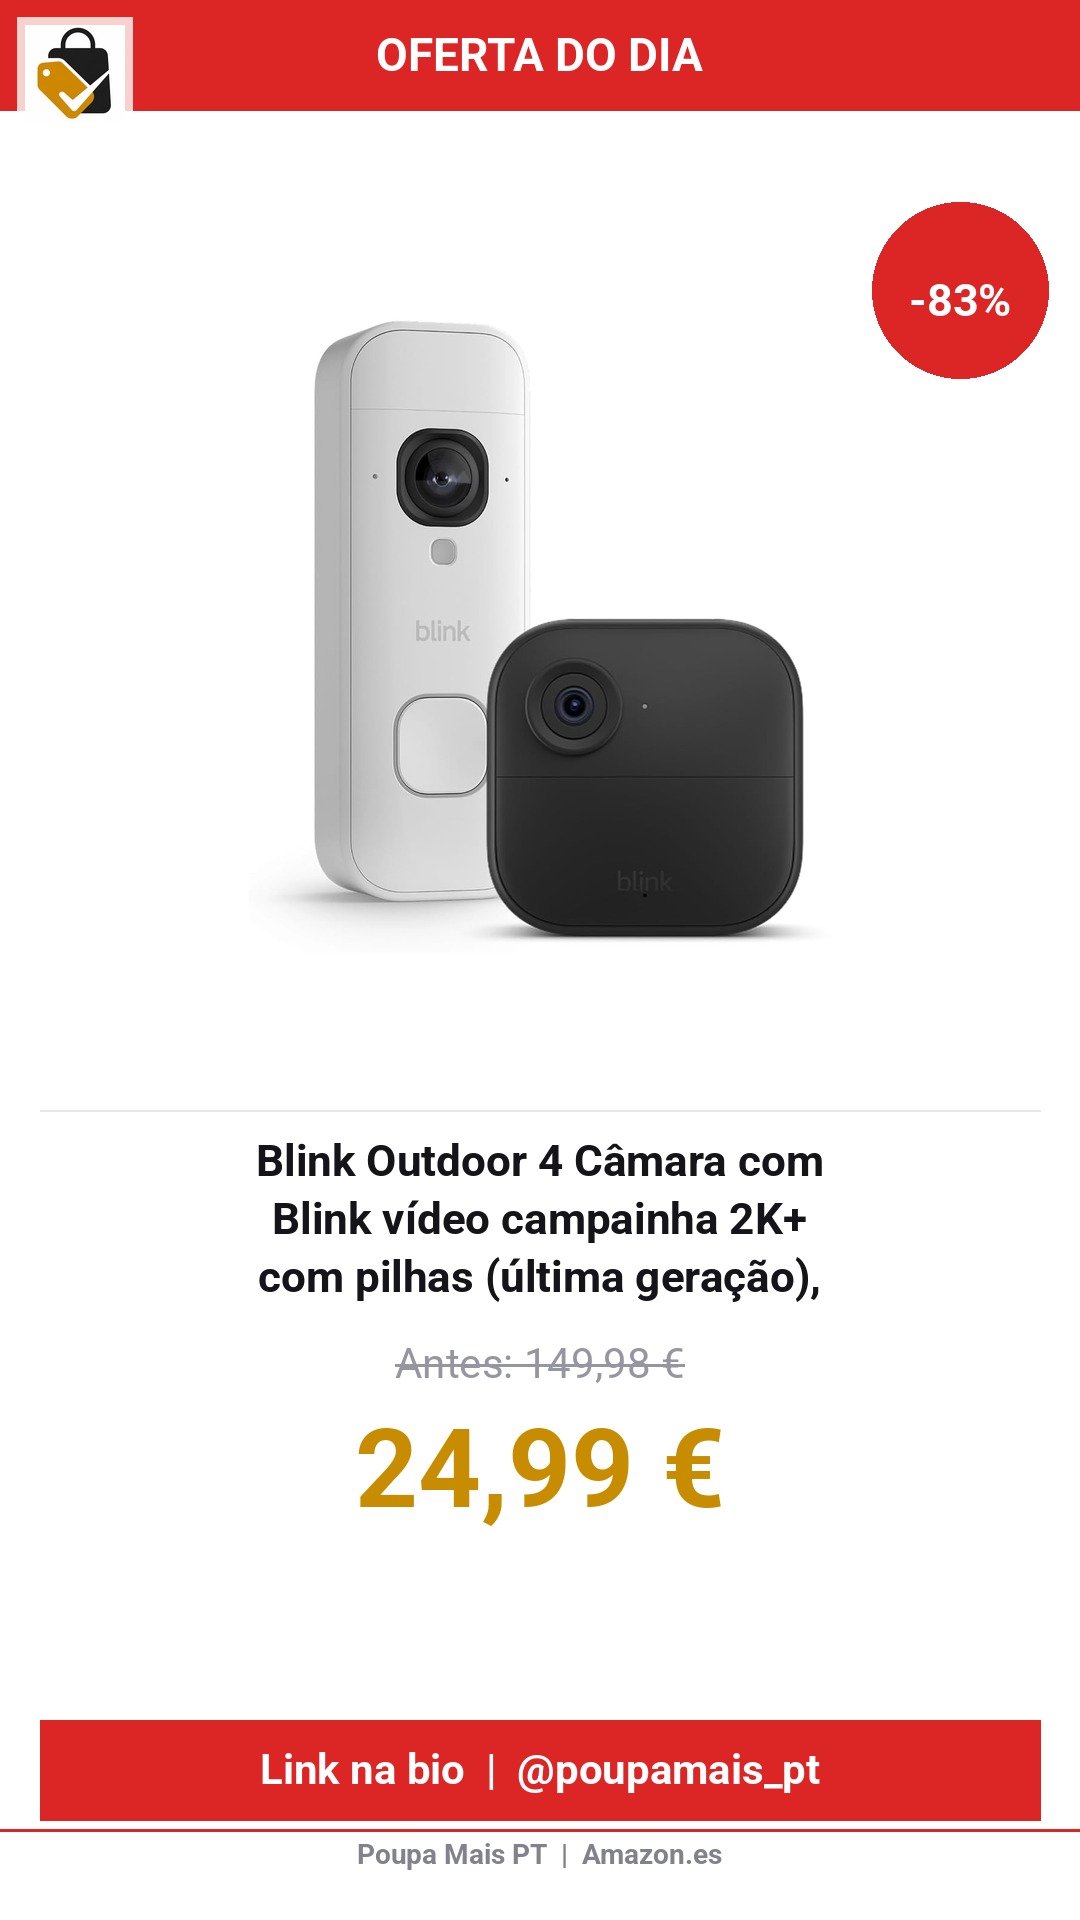 OFERTA DO DIA
-83%
blink
blink
Blink Outdoor 4 Câmara com
Blink vídeo campainha 2K+
com pilhas (última geração),
Antes: 149,98 €
24,99 €
Link na bio | @poupamais_pt
Poupa Mais PT | Amazon.es